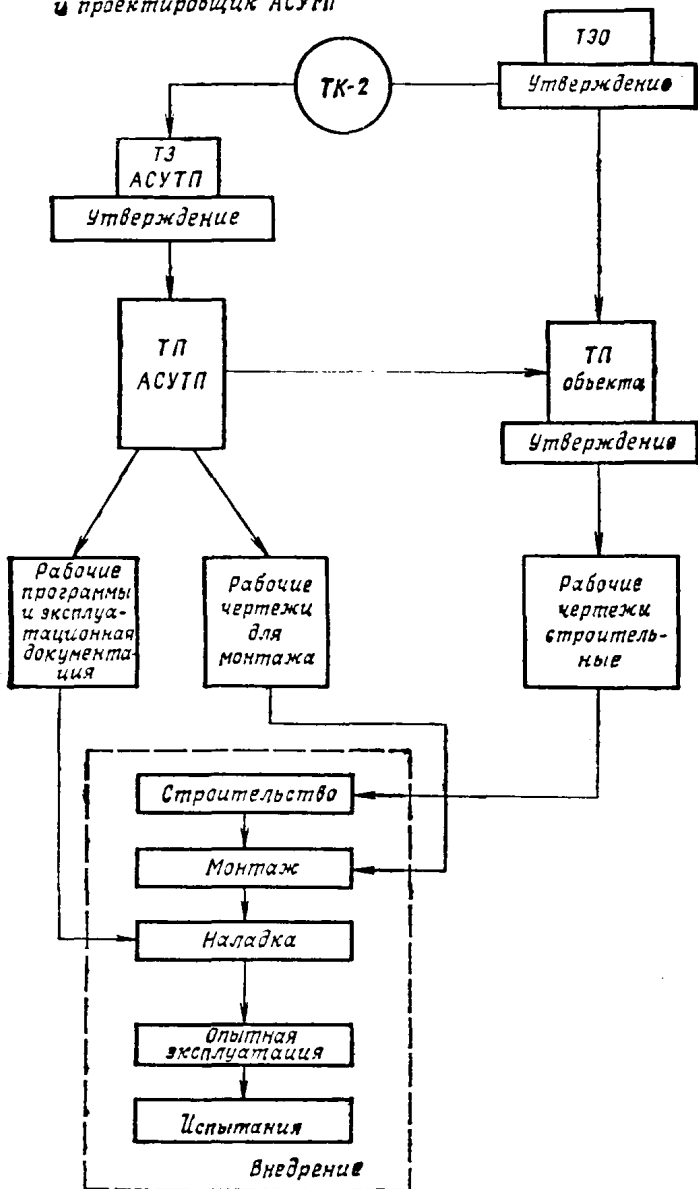 и проектировщик АСУТП
ТЭО
Утверждение
ТК-2
ТЗ
АСУТП
Утверждение
ТП
АСУТП
ТП
объекта
Утверждение
Рабочие
программы
и эксплуа-
тационная
документа-
ция
Рабочие
чертежи
для
монтажа
Рабочие
чертежи
строитель-
ные
Строительство
Монтаж
Наладка
Опытная
эксплуатация
Испытания
Внедрение